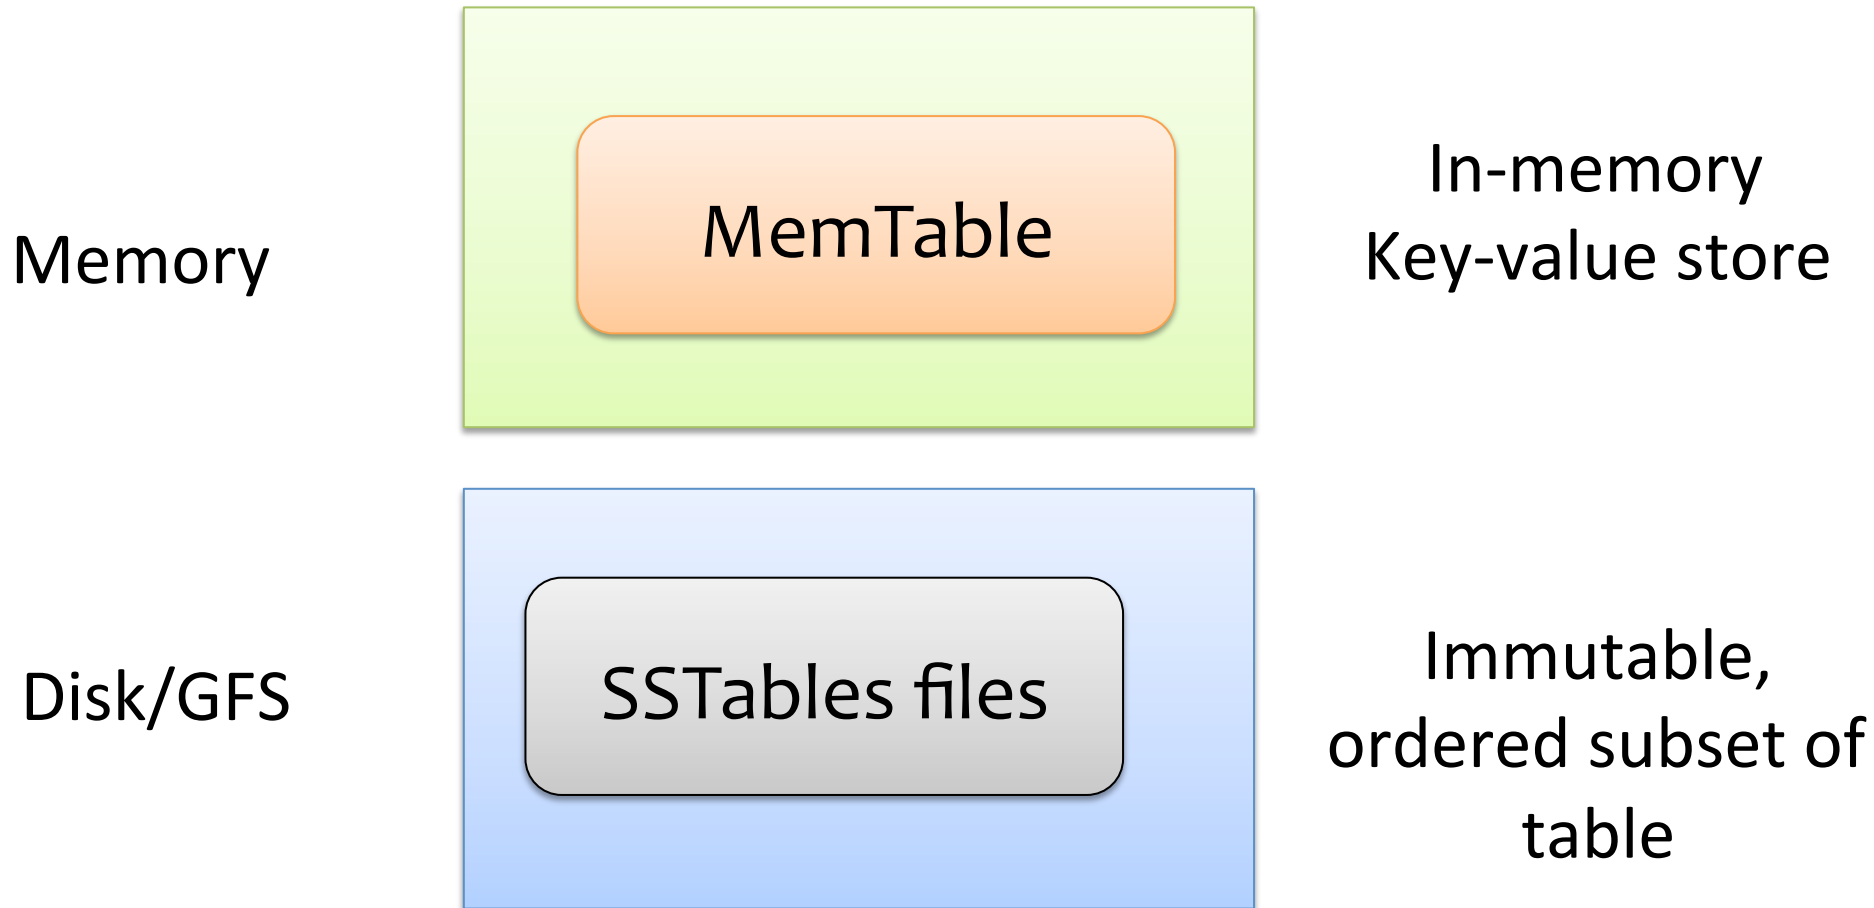 Memory
MemTable
In-memory
Key-value store
Disk/GFS
SSTables files
Immutable,
ordered subset of
table